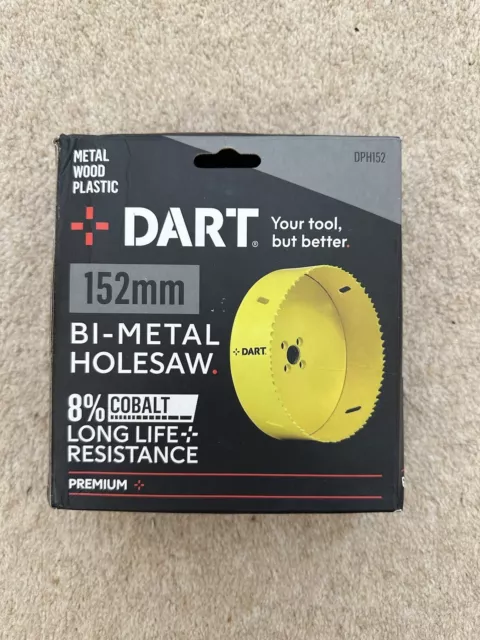 METAL
WOOD
PLASTIC
DPH152
DART®
Your tool,
but better.
152mm
BI-METAL
HOLESAW.
DART.
8% COBALT
LONG LIFE
RESISTANCE
PREMIUM